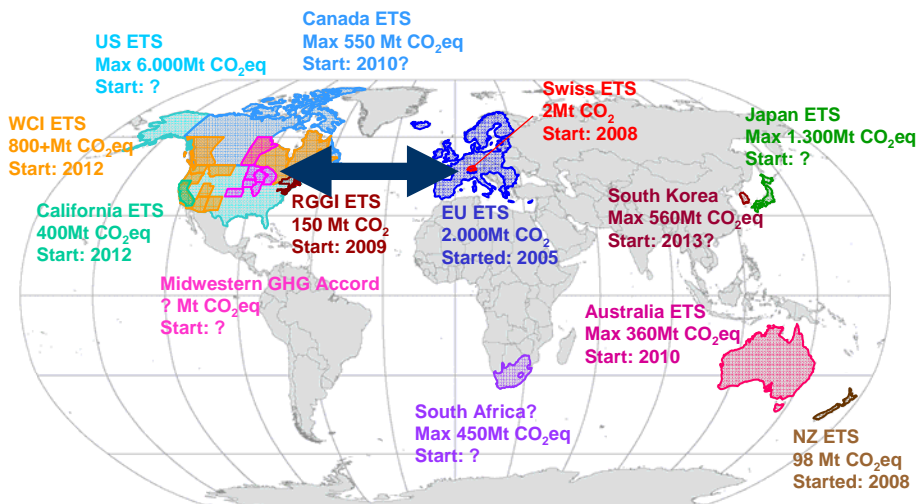 Canada ETS
Max 550 Mt CO₂eq
Start: 2010?
US ETS
Max 6.000Mt CO₂eq
Start: ?
Swiss ETS
2Mt CO₂
Start: 2008
WCI ETS
800+Mt CO₂eq
Start: 2012
Japan ETS
Max 1.300Mt CO₂eq
Start: ?
California ETS
400Mt CO₂eq
Start: 2012
RGGI ETS
150 Mt CO₂
Start: 2009
EU ETS
2.000Mt CO₂
Started: 2005
South Korea
Max 560Mt CO₂eq
Start: 2013?
Midwestern GHG Accord
? Mt CO₂eq
Start: ?
Australia ETS
Max 360Mt CO₂eq
Start: 2010
South Africa?
Max 450Mt CO₂eq
Start: ?
NZ ETS
98 Mt CO₂eq
Started: 2008